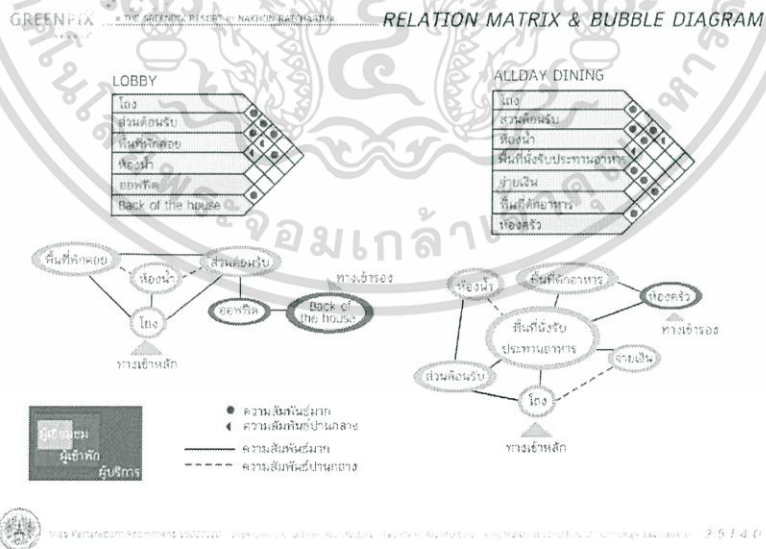 GREENPIX
THE GREENPIX RESORT NAKHON RATCHASIMA
RELATION MATRIX & BUBBLE DIAGRAM
LOBBY
โถง
ส่วนต้อนรับ
พื้นที่พักคอย
ห้องน้ำ
ออฟฟิศ
Back of the house
ALLDAY DINING
โถง
ส่วนต้อนรับ
ห้องน้ำ
พื้นที่นั่งรับประทานอาหาร
จ่ายเงิน
พื้นที่ตักอาหาร
ห้องครัว
พื้นที่พักคอย
ห้องน้ำ
ส่วนต้อนรับ
โถง
ทางเข้าหลัก
ออฟฟิศ
Back of
the house
ทางเข้ารอง
ห้องน้ำ
พื้นที่ตักอาหาร
ห้องครัว
ทางเข้ารอง
พื้นที่นั่งรับ
ประทานอาหาร
จ่ายเงิน
ส่วนต้อนรับ
โถง
ทางเข้าหลัก
ผู้เยี่ยมชม
ผู้เข้าพัก
ผู้บริการ
ความสัมพันธ์มาก
ความสัมพันธ์ปานกลาง
ความสัมพันธ์มาก
ความสัมพันธ์ปานกลาง